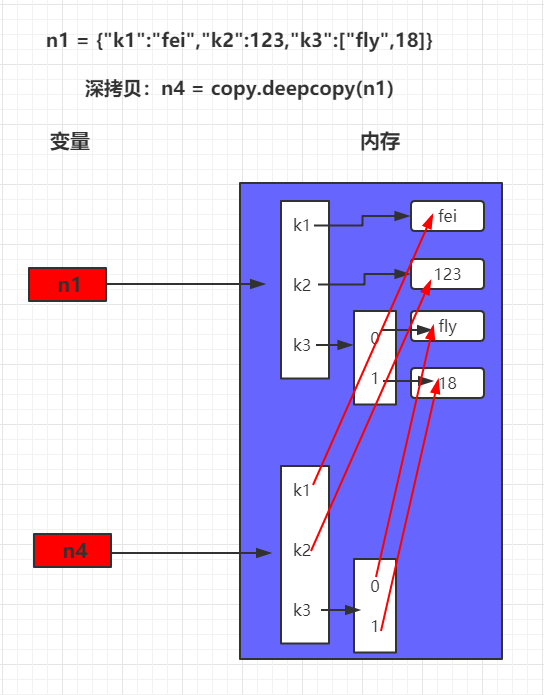 n1 = {"k1":"fei","k2":123,"k3":["fly",18]}
深拷贝：n4 = copy.deepcopy(n1)
变量
内存
k1
fei
n1
k2
123
k3
0
fly
1
18
k1
n4
k2
0
k3
1